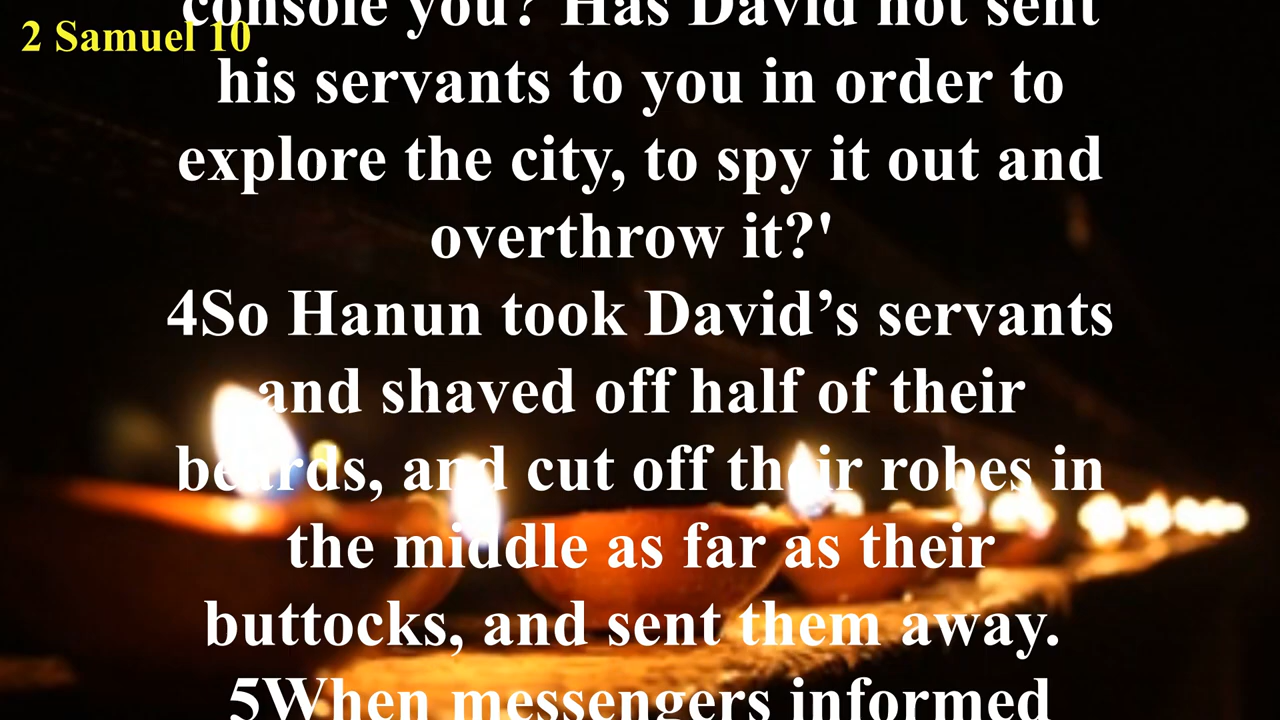 console you? Has David not sent
2 Samuel 10
his servants to you in order to
explore the city, to spy it out and
overthrow it?'
4So Hanun took David’s servants
and shaved off half of their
beards, and cut off their robes in
the middle as far as their
buttocks, and sent them away.
5When messengers informed